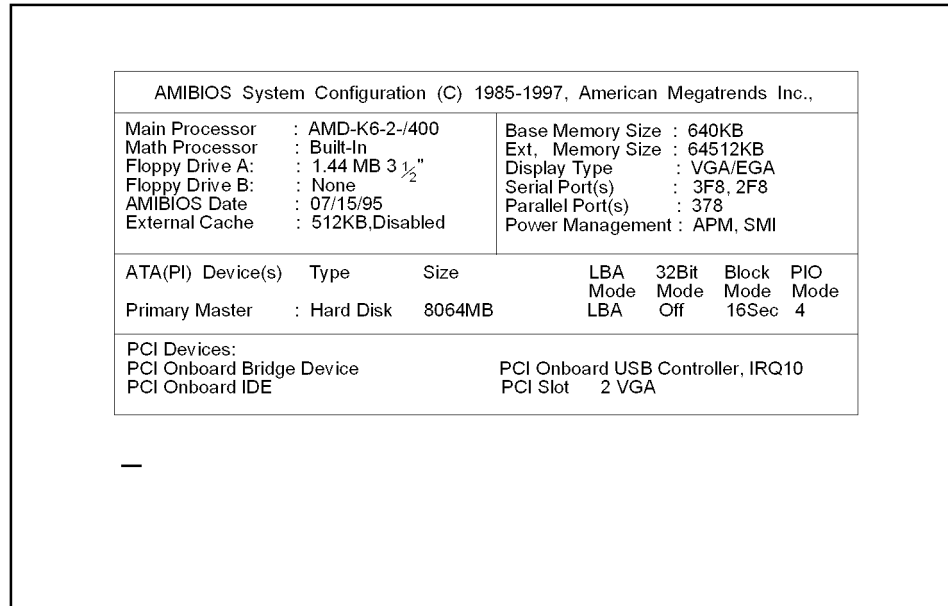 AMIBIOS System Configuration (C) 1985-1997, American Megatrends Inc.,
Main Processor : AMD-K6-2-/400
Math Processor : Built-In
Floppy Drive A: : 1.44 MB 3 1/2"
Floppy Drive B: : None
AMIBIOS Date : 07/15/95
External Cache : 512KB,Disabled
Base Memory Size : 640KB
Ext, Memory Size : 64512KB
Display Type : VGA/EGA
Serial Port(s) : 3F8, 2F8
Parallel Port(s) : 378
Power Management : APM, SMI
ATA(PI) Device(s) Type Size LBA 32Bit Block PIO
Mode Mode Mode Mode
Primary Master : Hard Disk 8064MB LBA Off 16Sec 4
PCI Devices:
PCI Onboard Bridge Device PCI Onboard USB Controller, IRQ10
PCI Onboard IDE PCI Slot 2 VGA